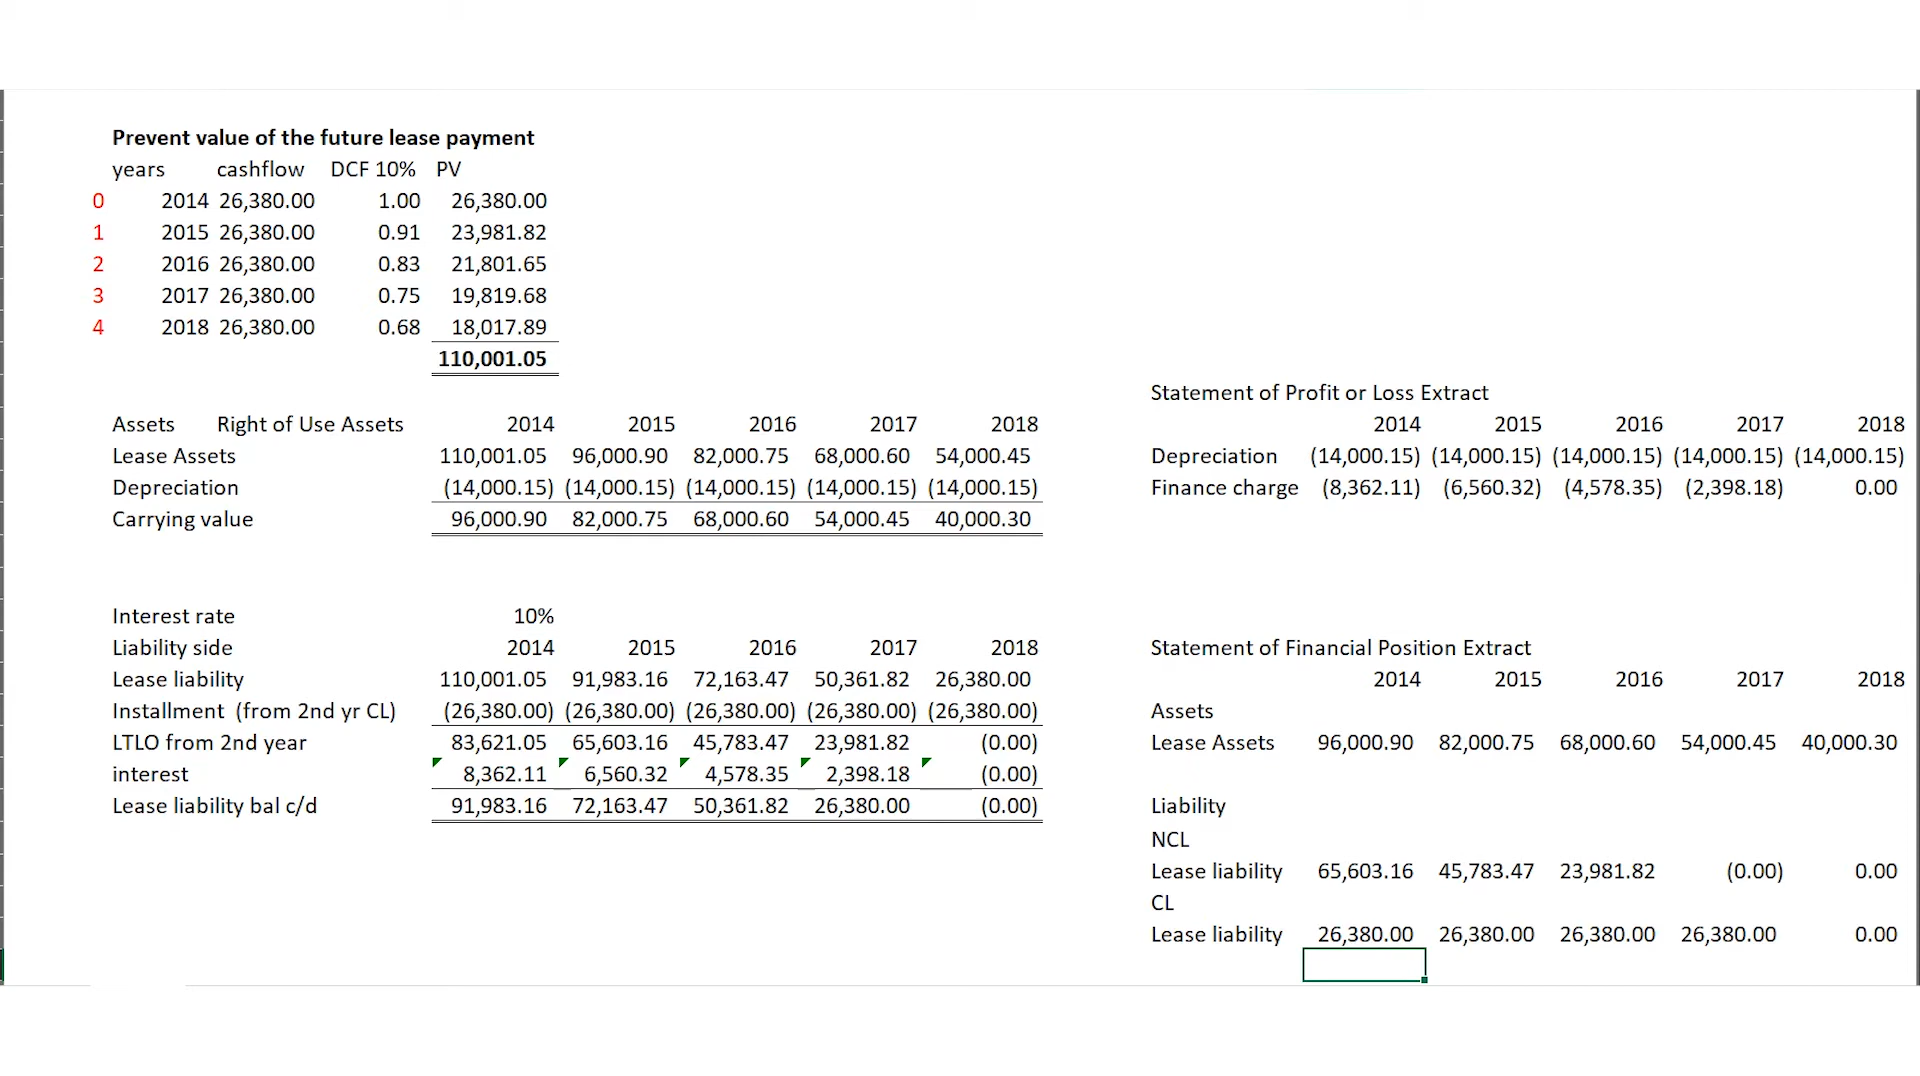 Prevent value of the future lease payment
years cashflow DCF 10% PV
0 2014 26,380.00 1.00 26,380.00
1 2015 26,380.00 0.91 23,981.82
2 2016 26,380.00 0.83 21,801.65
3 2017 26,380.00 0.75 19,819.68
4 2018 26,380.00 0.68 18,017.89
110,001.05
Assets Right of Use Assets 2014 2015 2016 2017 2018
Lease Assets 110,001.05 96,000.90 82,000.75 68,000.60 54,000.45
Depreciation (14,000.15) (14,000.15) (14,000.15) (14,000.15) (14,000.15)
Carrying value 96,000.90 82,000.75 68,000.60 54,000.45 40,000.30
Interest rate 10%
Liability side 2014 2015 2016 2017 2018
Lease liability 110,001.05 91,983.16 72,163.47 50,361.82 26,380.00
Installment (from 2nd yr CL) (26,380.00) (26,380.00) (26,380.00) (26,380.00) (26,380.00)
LTLO from 2nd year 83,621.05 65,603.16 45,783.47 23,981.82 (0.00)
interest 8,362.11 6,560.32 4,578.35 2,398.18 (0.00)
Lease liability bal c/d 91,983.16 72,163.47 50,361.82 26,380.00 (0.00)
Statement of Profit or Loss Extract
2014 2015 2016 2017 2018
Depreciation (14,000.15) (14,000.15) (14,000.15) (14,000.15) (14,000.15)
Finance charge (8,362.11) (6,560.32) (4,578.35) (2,398.18) 0.00
Statement of Financial Position Extract
2014 2015 2016 2017 2018
Assets
Lease Assets 96,000.90 82,000.75 68,000.60 54,000.45 40,000.30
Liability
NCL
Lease liability 65,603.16 45,783.47 23,981.82 (0.00) 0.00
CL
Lease liability 26,380.00 26,380.00 26,380.00 26,380.00 0.00